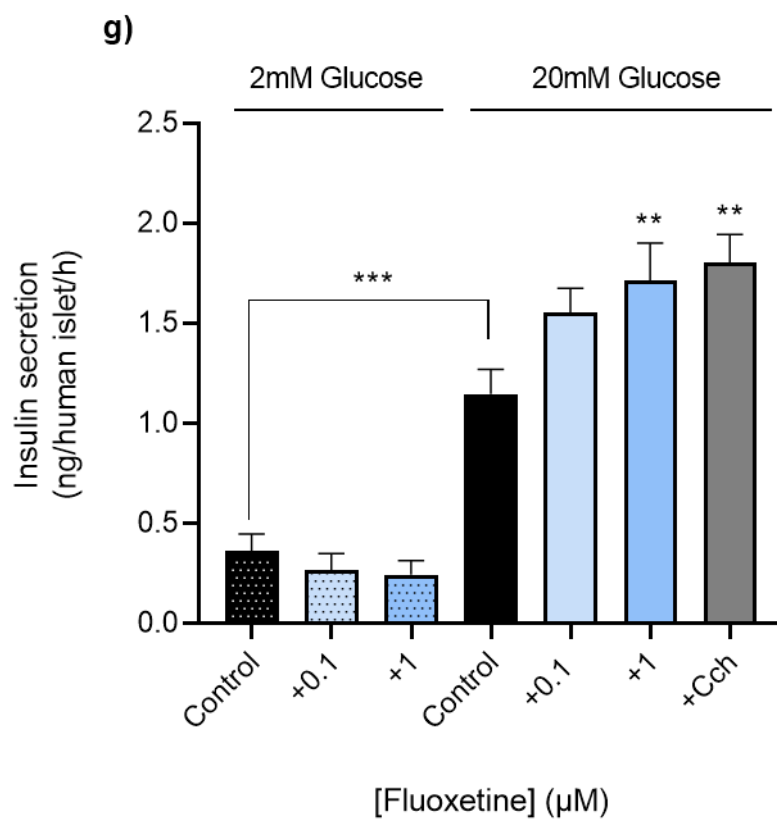 g)
2mM Glucose
20mM Glucose
Insulin secretion
(ng/human islet/h)
2.5
2.0
1.5
1.0
0.5
0.0
***
**
**
Control
+0.1
+1
Control
+0.1
+1
+Cch
[Fluoxetine] (µM)